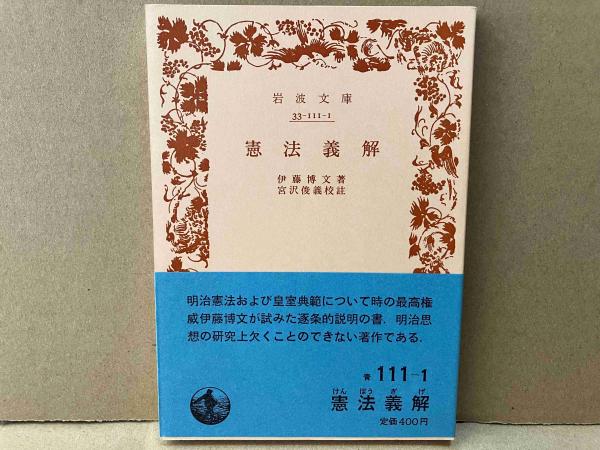 岩波文庫
33-111-1
憲法義解
伊藤博文著
宮沢俊義校註
明治憲法および皇室典範について時の最高権
威伊藤博文が試みた逐条的説明の書．明治思
想の研究上欠くことのできない著作である．
青 111-1
けん ぽう ぎ げ
憲法義解
定価400円